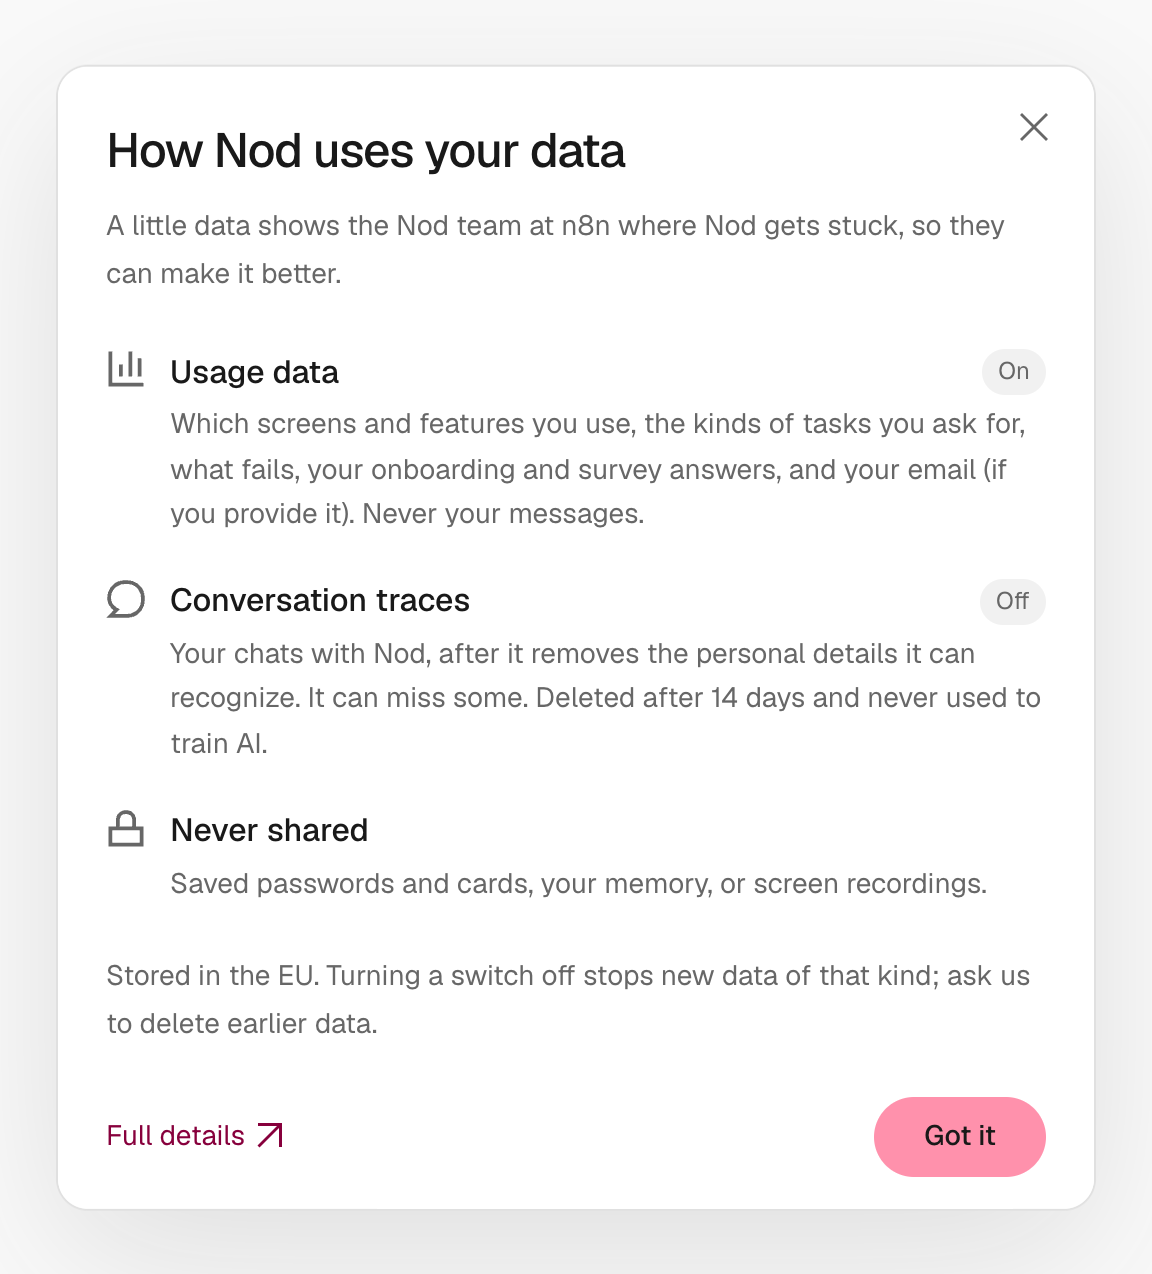 How Nod uses your data
A little data shows the Nod team at n8n where Nod gets stuck, so they
can make it better.
Usage data
On
Which screens and features you use, the kinds of tasks you ask for,
what fails, your onboarding and survey answers, and your email (if
you provide it). Never your messages.
Conversation traces
Off
Your chats with Nod, after it removes the personal details it can
recognize. It can miss some. Deleted after 14 days and never used to
train AI.
Never shared
Saved passwords and cards, your memory, or screen recordings.
Stored in the EU. Turning a switch off stops new data of that kind; ask us
to delete earlier data.
Full details
Got it